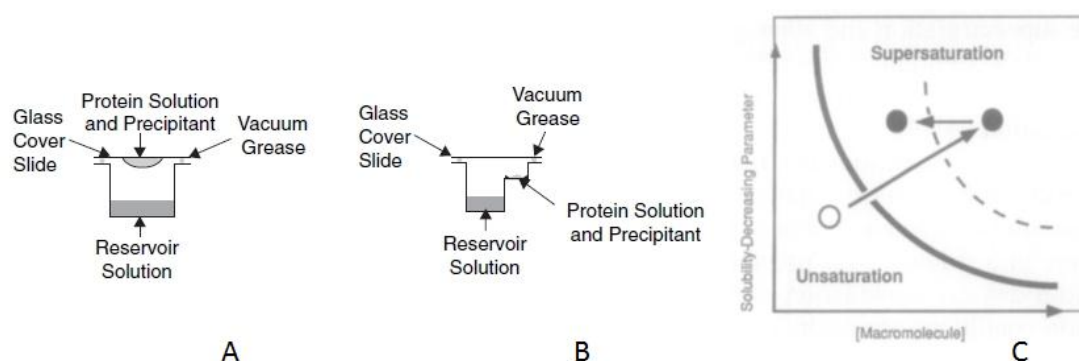 Protein Solution
and Precipitant
Glass
Cover
Slide
Vacuum
Grease
Reservoir
Solution
A
Glass
Cover
Slide
Vacuum
Grease
Protein Solution
and Precipitant
Reservoir
Solution
B
Solubility-Decreasing Parameter
Supersaturation
Unsaturation
[Macromolecule]
C